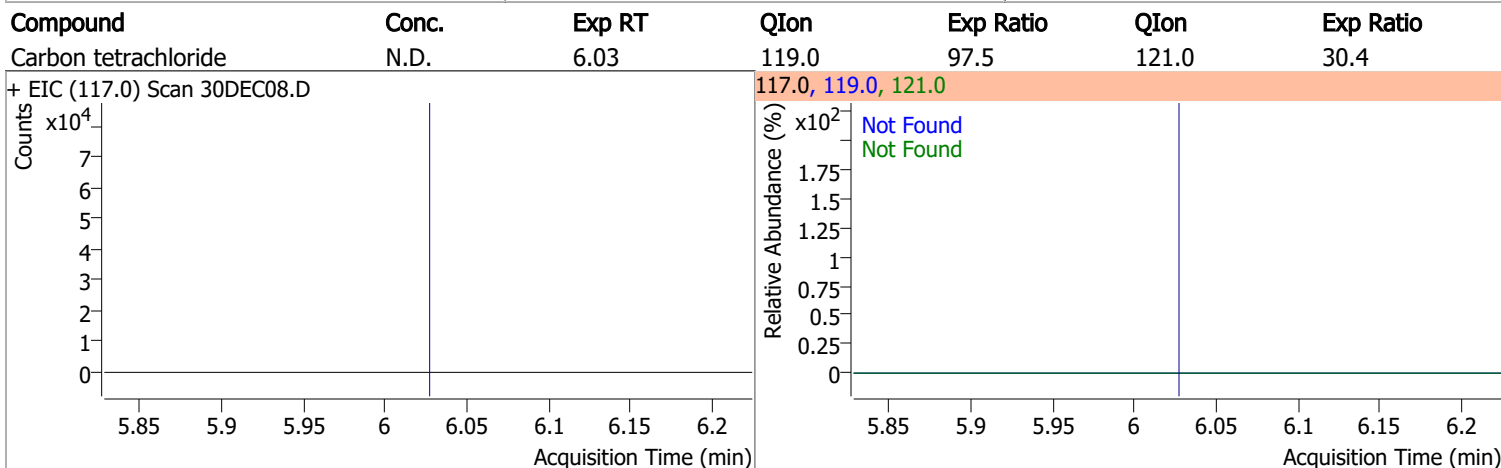 Compound Conc. Exp RT QIon Exp Ratio QIon Exp Ratio
Carbon tetrachloride N.D. 6.03 119.0 97.5 121.0 30.4
+ EIC (117.0) Scan 30DEC08.D
Counts
x10^4
7
6
5
4
3
2
1
0
5.85 5.9 5.95 6 6.05 6.1 6.15 6.2
Acquisition Time (min)
117.0, 119.0, 121.0
Relative Abundance (%)
x10^2
Not Found
Not Found
1.75
1.5
1.25
1
0.75
0.5
0.25
0
5.85 5.9 5.95 6 6.05 6.1 6.15 6.2
Acquisition Time (min)